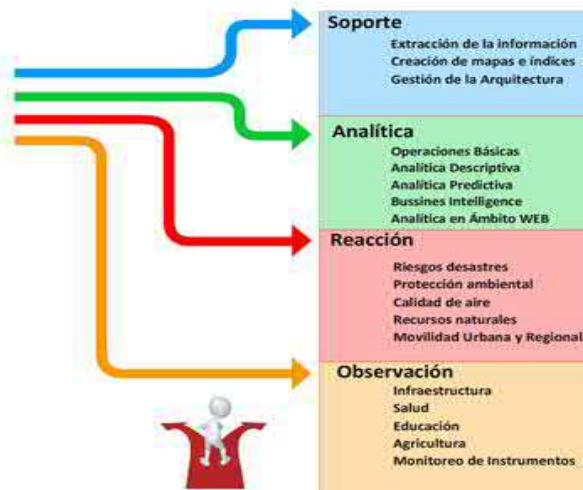 Soporte
Extracción de la información
Creación de mapas e índices
Gestión de la Arquitectura
Analítica
Operaciones Básicas
Analítica Descriptiva
Analítica Predictiva
Bussines Intelligence
Analítica en Ámbito WEB
Reacción
Riesgos desastres
Protección ambiental
Calidad de aire
Recursos naturales
Movilidad Urbana y Regional
Observación
Infraestructura
Salud
Educación
Agricultura
Monitoreo de Instrumentos